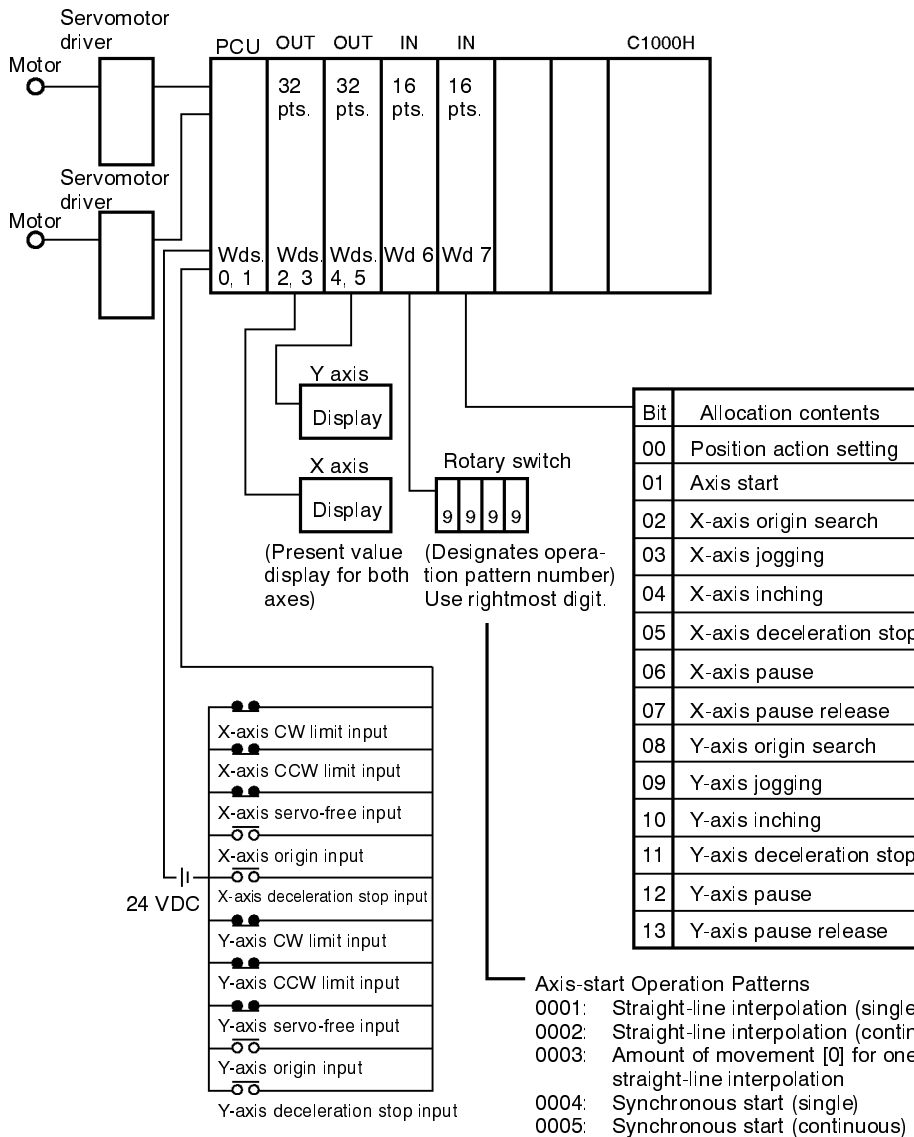 Servomotor
driver
PCU OUT OUT IN IN C1000H
Motor
32
pts.
32
pts.
16
pts.
16
pts.
Servomotor
driver
Motor
Wds.
0, 1
Wds.
2, 3
Wds.
4, 5
Wd 6
Wd 7
Y axis
Display
X axis
Display
(Present value
display for both
axes)
Rotary switch
9 9 9 9
(Designates opera-
tion pattern number)
Use rightmost digit.
Bit Allocation contents
00 Position action setting
01 Axis start
02 X-axis origin search
03 X-axis jogging
04 X-axis inching
05 X-axis deceleration stop
06 X-axis pause
07 X-axis pause release
08 Y-axis origin search
09 Y-axis jogging
10 Y-axis inching
11 Y-axis deceleration stop
12 Y-axis pause
13 Y-axis pause release
X-axis CW limit input
X-axis CCW limit input
X-axis servo-free input
X-axis origin input
X-axis deceleration stop input
24 VDC
Y-axis CW limit input
Y-axis CCW limit input
Y-axis servo-free input
Y-axis origin input
Y-axis deceleration stop input
Axis-start Operation Patterns
0001: Straight-line interpolation (single
0002: Straight-line interpolation (contin
0003: Amount of movement [0] for one
straight-line interpolation
0004: Synchronous start (single)
0005: Synchronous start (continuous)